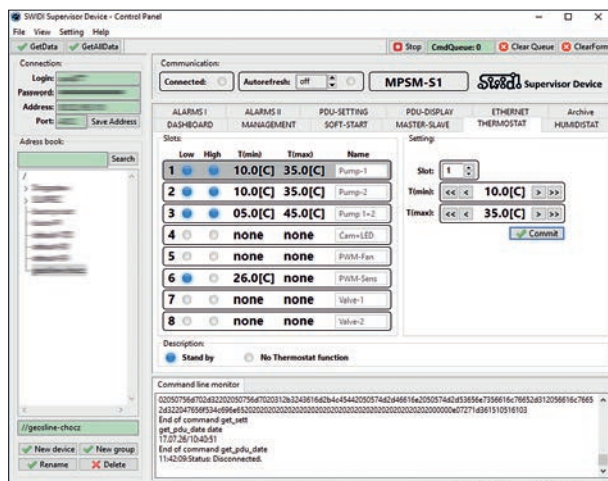 SWIDI Supervisor Device - Control Panel
File View Setting Help
GetData GetAllData Stop CmdQueue: 0 Clear Queue ClearForm
Connection:
Login:
Password:
Address:
Port: Save Address
Adress book:
Search
/
//geosline-chocz
New device New group
Rename Delete
Communication:
Connected: Autorefresh: off MPSM-S1 Swidi Supervisor Device
ALARMS I ALARMS II PDU-SETTING PDU-DISPLAY ETHERNET Archive
DASHBOARD MANAGEMENT SOFT-START MASTER-SLAVE THERMOSTAT HUMIDISTAT
Slots:
Low High T(min) T(max) Name
1 10.0[C] 35.0[C] Pump-1
2 10.0[C] 35.0[C] Pump-2
3 05.0[C] 45.0[C] Pump 1+2
4 none none Cam+LED
5 none none PWM-Fan
6 26.0[C] none PWM-Sens
7 none none Valve-1
8 none none Valve-2
Setting:
Slot: 1
T(min): << < 10.0[C] > >>
T(max): << < 35.0[C] > >>
Commit
Description:
Stand by No Thermostat function
Command line monitor
End of command get_sett
get_pdu_date date
17.07.26/10:40:51
End of command get_pdu_date
11:42:09:Status: Disconnected.